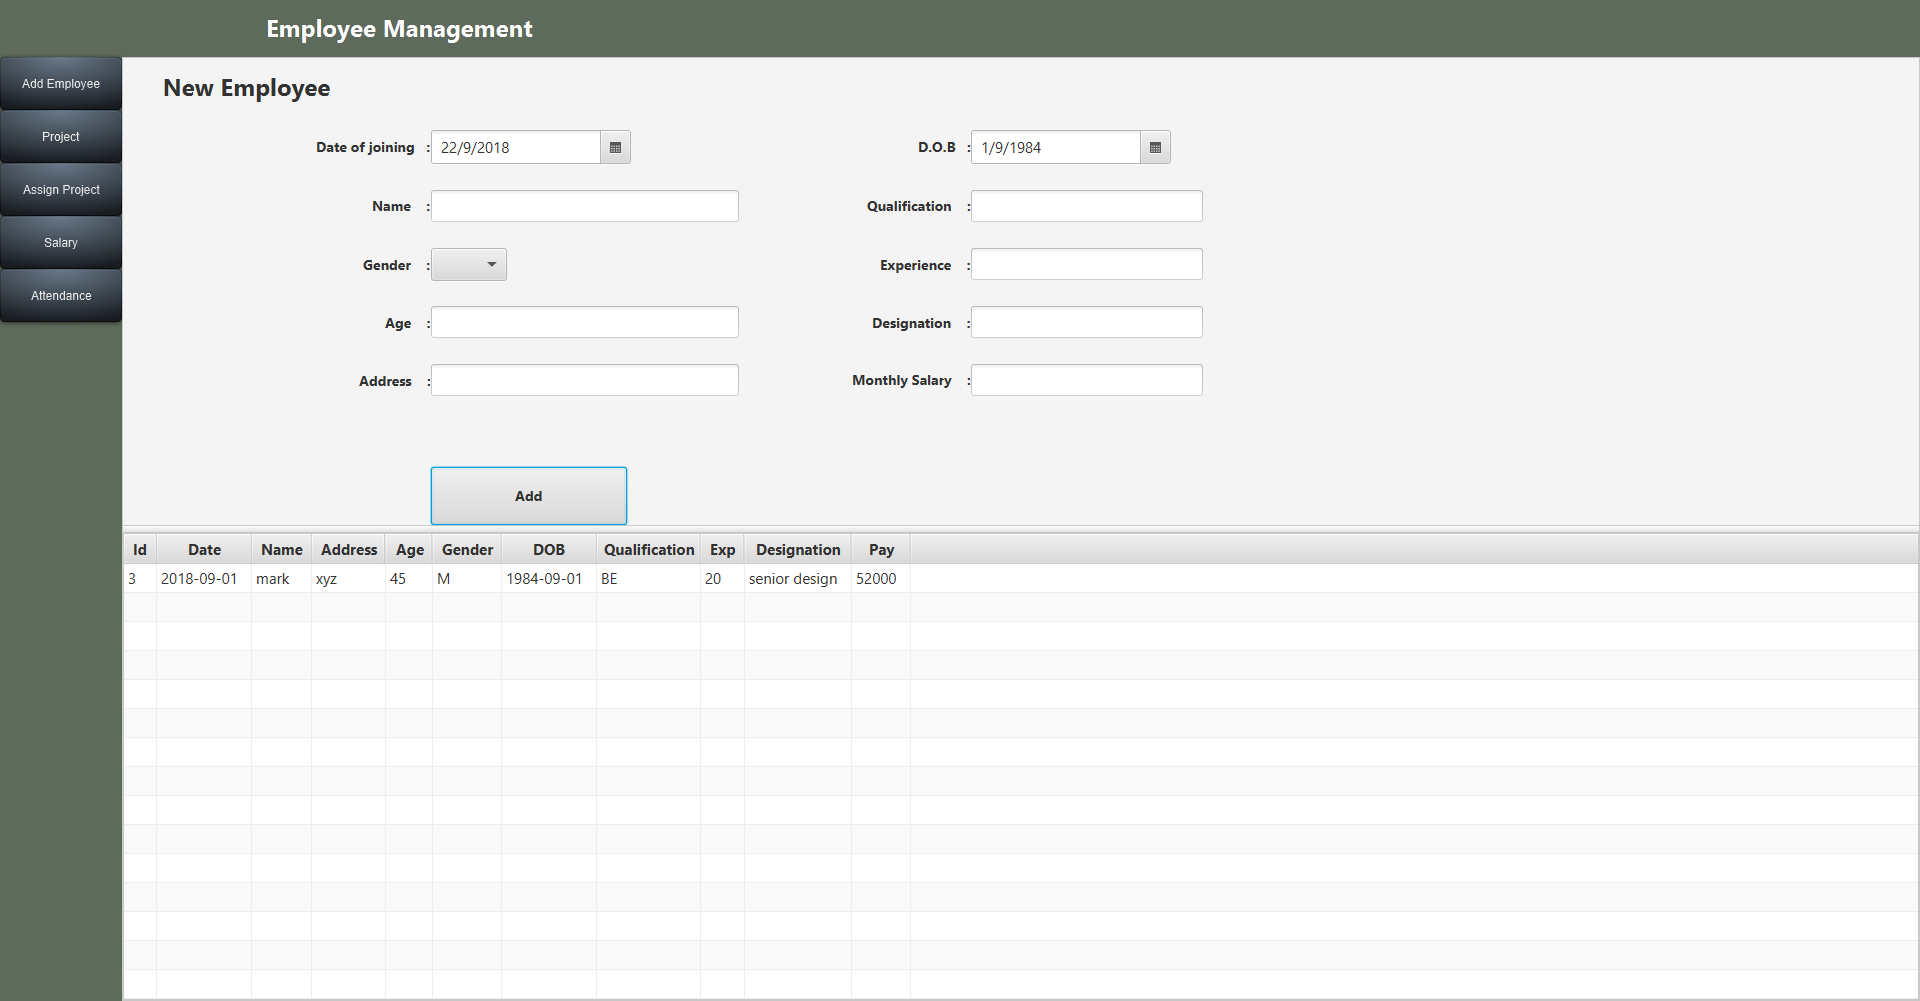 Employee Management
Add Employee
Project
Assign Project
Salary
Attendance
New Employee
Date of joining : 22/9/2018
D.O.B : 1/9/1984
Name :
Qualification :
Gender :
Experience :
Age :
Designation :
Address :
Monthly Salary :
Add
Id Date Name Address Age Gender DOB Qualification Exp Designation Pay
3 2018-09-01 mark xyz 45 M 1984-09-01 BE 20 senior design 52000